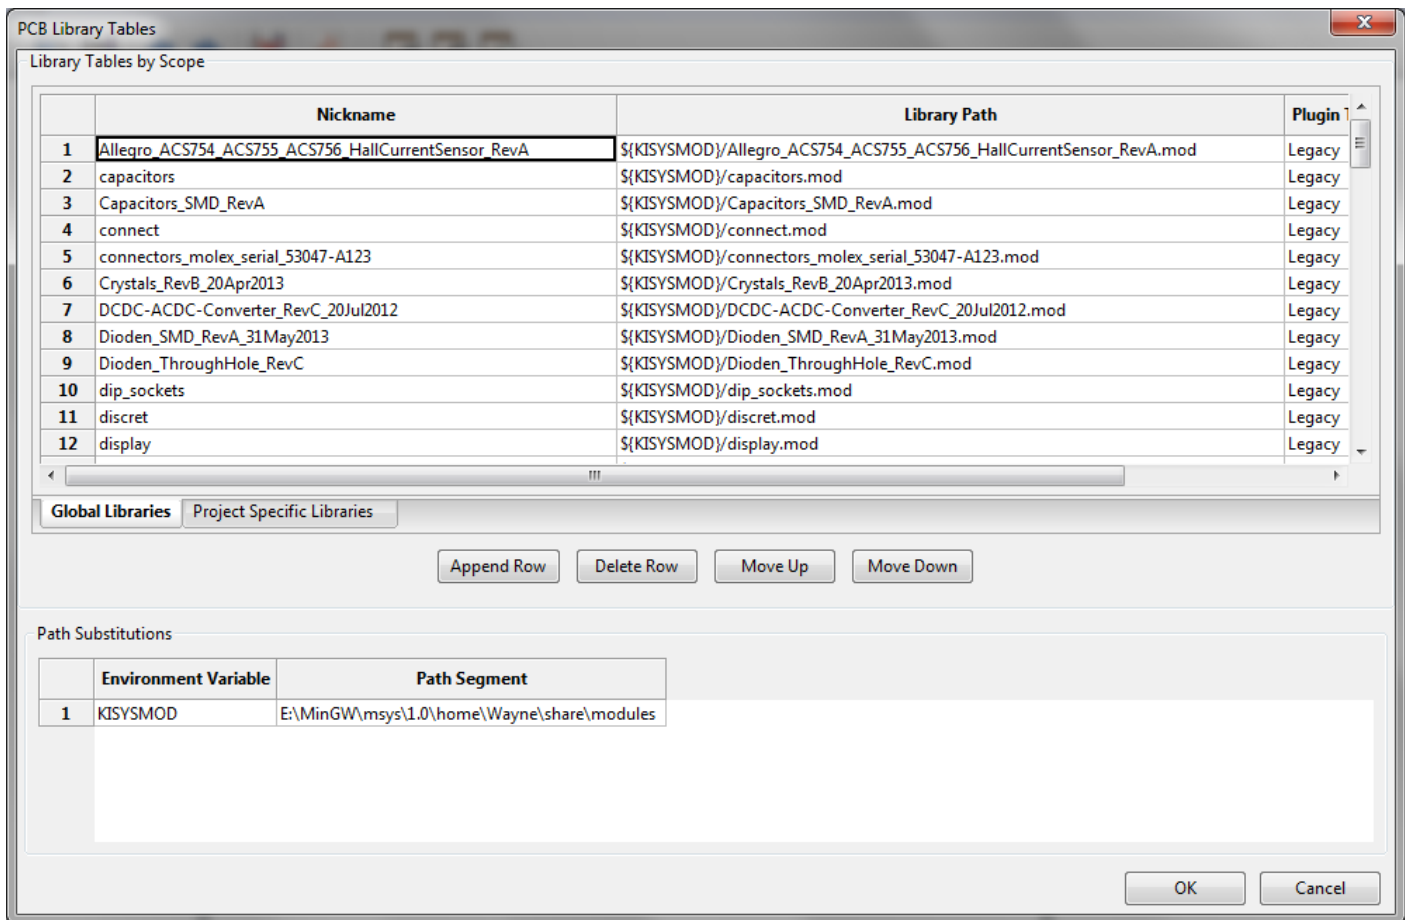 PCB Library Tables
Library Tables by Scope
Nickname Library Path Plugin
1 Allegro_ACS754_ACS755_ACS756_HallCurrentSensor_RevA ${KISYSMOD}/Allegro_ACS754_ACS755_ACS756_HallCurrentSensor_RevA.mod Legacy
2 capacitors ${KISYSMOD}/capacitors.mod Legacy
3 Capacitors_SMD_RevA ${KISYSMOD}/Capacitors_SMD_RevA.mod Legacy
4 connect ${KISYSMOD}/connect.mod Legacy
5 connectors_molex_serial_53047-A123 ${KISYSMOD}/connectors_molex_serial_53047-A123.mod Legacy
6 Crystals_RevB_20Apr2013 ${KISYSMOD}/Crystals_RevB_20Apr2013.mod Legacy
7 DCDC-ACDC-Converter_RevC_20Jul2012 ${KISYSMOD}/DCDC-ACDC-Converter_RevC_20Jul2012.mod Legacy
8 Dioden_SMD_RevA_31May2013 ${KISYSMOD}/Dioden_SMD_RevA_31May2013.mod Legacy
9 Dioden_ThroughHole_RevC ${KISYSMOD}/Dioden_ThroughHole_RevC.mod Legacy
10 dip_sockets ${KISYSMOD}/dip_sockets.mod Legacy
11 discret ${KISYSMOD}/discret.mod Legacy
12 display ${KISYSMOD}/display.mod Legacy
Global Libraries Project Specific Libraries
Append Row Delete Row Move Up Move Down
Path Substitutions
Environment Variable Path Segment
1 KISYSMOD E:\MinGW\msys\1.0\home\Wayne\share\modules
OK Cancel